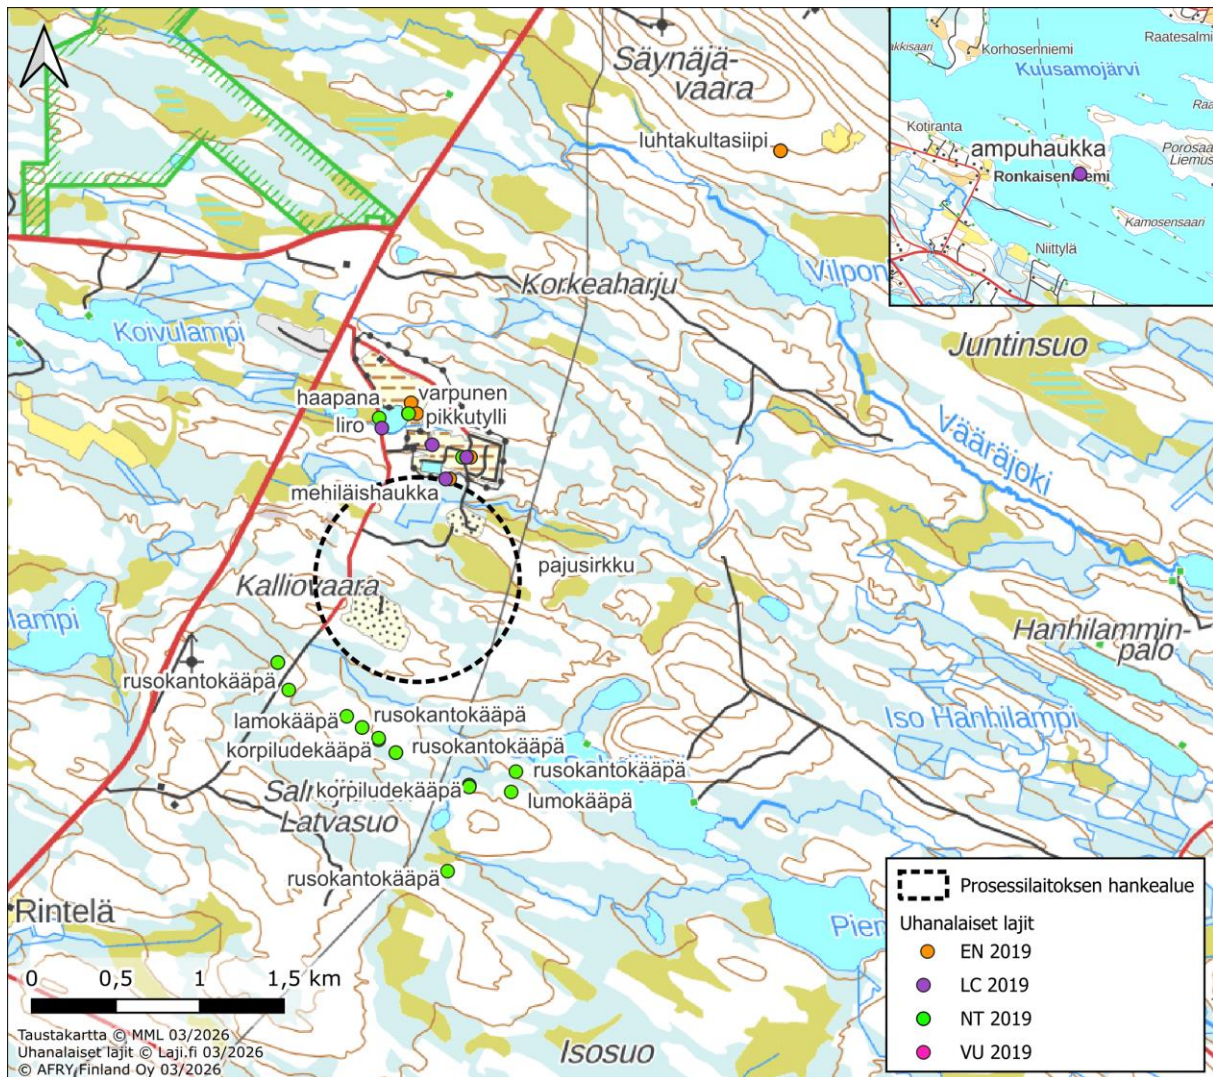 Säynäjä-
vaara
luhtakultasiipi
Korhosenniemi
Raatesalmi
Kuusamojärvi
Kotiranta
ampuhaukka
Ronkaisenniemi
Porosaa
Liemus
Kamosensaari
Niittylä
Korkeaharju
Vilpon
Koivulampi
Juntinsuo
haapana
varpunen
liro
pikkutylli
Vääräjoki
mehiläishaukka
pajusirkku
Kalliovaara
lampi
Hanhilammin-
palo
rusokantokääpä
lamokääpä
rusokantokääpä
Iso Hanhilampi
korpiludekääpä
rusokantokääpä
rusokantokääpä
korpiludekääpä
lumokääpä
Latvasuo
rusokantokääpä
Rintelä
Pien
Isosuo
0 0,5 1 1,5 km
Taustakartta © MML 03/2026
Uhanalaiset lajit © Laji.fi 03/2026
© AFRY Finland Oy 03/2026
Prosessilaitoksen hankealue
Uhanalaiset lajit
EN 2019
LC 2019
NT 2019
VU 2019